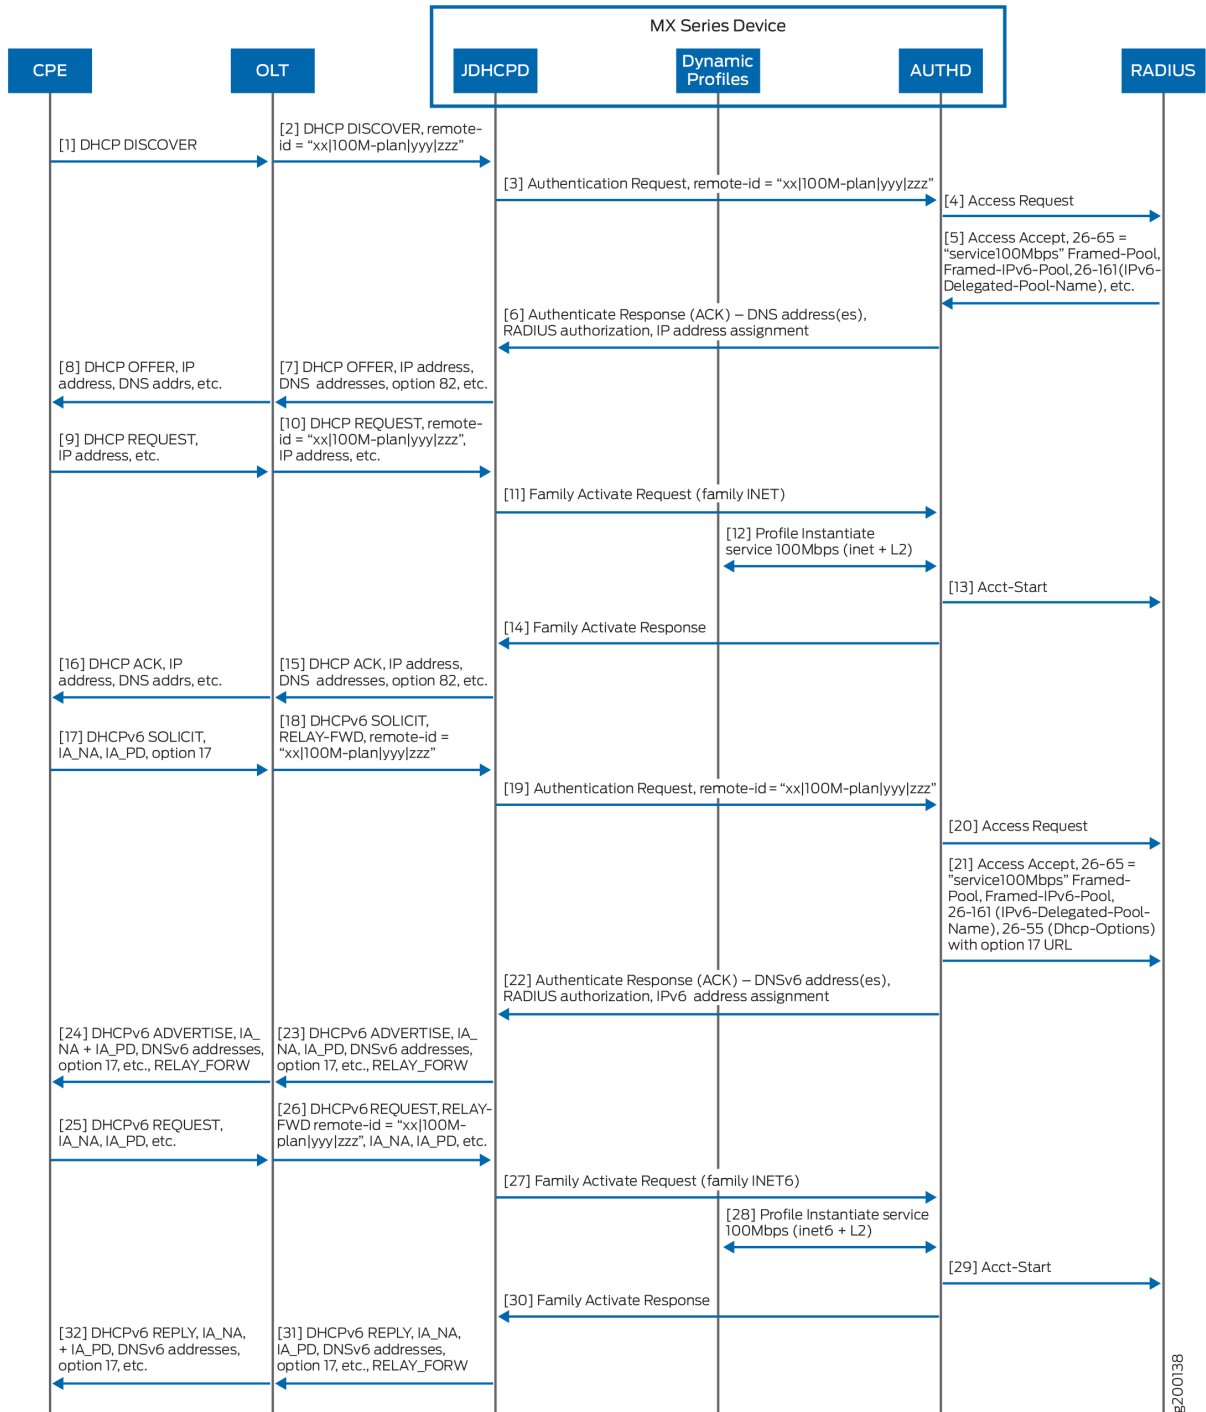 MX Series Device
CPE
OLT
JDHCPD
Dynamic
Profiles
AUTHD
RADIUS
[1] DHCP DISCOVER
[2] DHCP DISCOVER, remote-
id = “xx|100M-plan|yyy|zzz”
[3] Authentication Request, remote-id = “xx|100M-plan|yyy|zzz”
[4] Access Request
[5] Access Accept, 26-65 =
“service100Mbps” Framed-Pool,
Framed-IPv6-Pool, 26-161(IPv6-
Delegated-Pool-Name), etc.
[6] Authenticate Response (ACK) – DNS address(es),
RADIUS authorization, IP address assignment
[8] DHCP OFFER, IP
address, DNS addrs, etc.
[7] DHCP OFFER, IP address,
DNS addresses, option 82, etc.
[9] DHCP REQUEST,
IP address, etc.
[10] DHCP REQUEST, remote-
id = “xx|100M-plan|yyy|zzz”,
IP address, etc.
[11] Family Activate Request (family INET)
[12] Profile Instantiate
service 100Mbps (inet + L2)
[13] Acct-Start
[14] Family Activate Response
[16] DHCP ACK, IP
address, DNS addrs, etc.
[15] DHCP ACK, IP address,
DNS addresses, option 82, etc.
[17] DHCPv6 SOLICIT,
IA_NA, IA_PD, option 17
[18] DHCPv6 SOLICIT,
RELAY-FWD, remote-id =
“xx|100M-plan|yyy|zzz”
[19] Authentication Request, remote-id = “xx|100M-plan|yyy|zzz”
[20] Access Request
[21] Access Accept, 26-65 =
”service100Mbps” Framed-
Pool, Framed-IPv6-Pool,
26-161 (IPv6-Delegated-Pool-
Name), 26-55 (Dhcp-Options)
with option 17 URL
[22] Authenticate Response (ACK) – DNSv6 address(es),
RADIUS authorization, IPv6 address assignment
[24] DHCPv6 ADVERTISE, IA_
NA + IA_PD, DNSv6 addresses,
option 17, etc., RELAY_FORW
[23] DHCPv6 ADVERTISE, IA_
NA, IA_PD, DNSv6 addresses,
option 17, etc., RELAY_FORW
[25] DHCPv6 REQUEST,
IA_NA, IA_PD, etc.
[26] DHCPv6 REQUEST, RELAY-
FWD remote-id = “xx|100M-
plan|yyy|zzz”, IA_NA, IA_PD, etc.
[27] Family Activate Request (family INET6)
[28] Profile Instantiate service
100Mbps (inet6 + L2)
[29] Acct-Start
[30] Family Activate Response
[32] DHCPv6 REPLY, IA_NA,
+ IA_PD, DNSv6 addresses,
option 17, etc.
[31] DHCPv6 REPLY, IA_NA,
IA_PD, DNSv6 addresses,
option 17, etc., RELAY_FORW
g200138